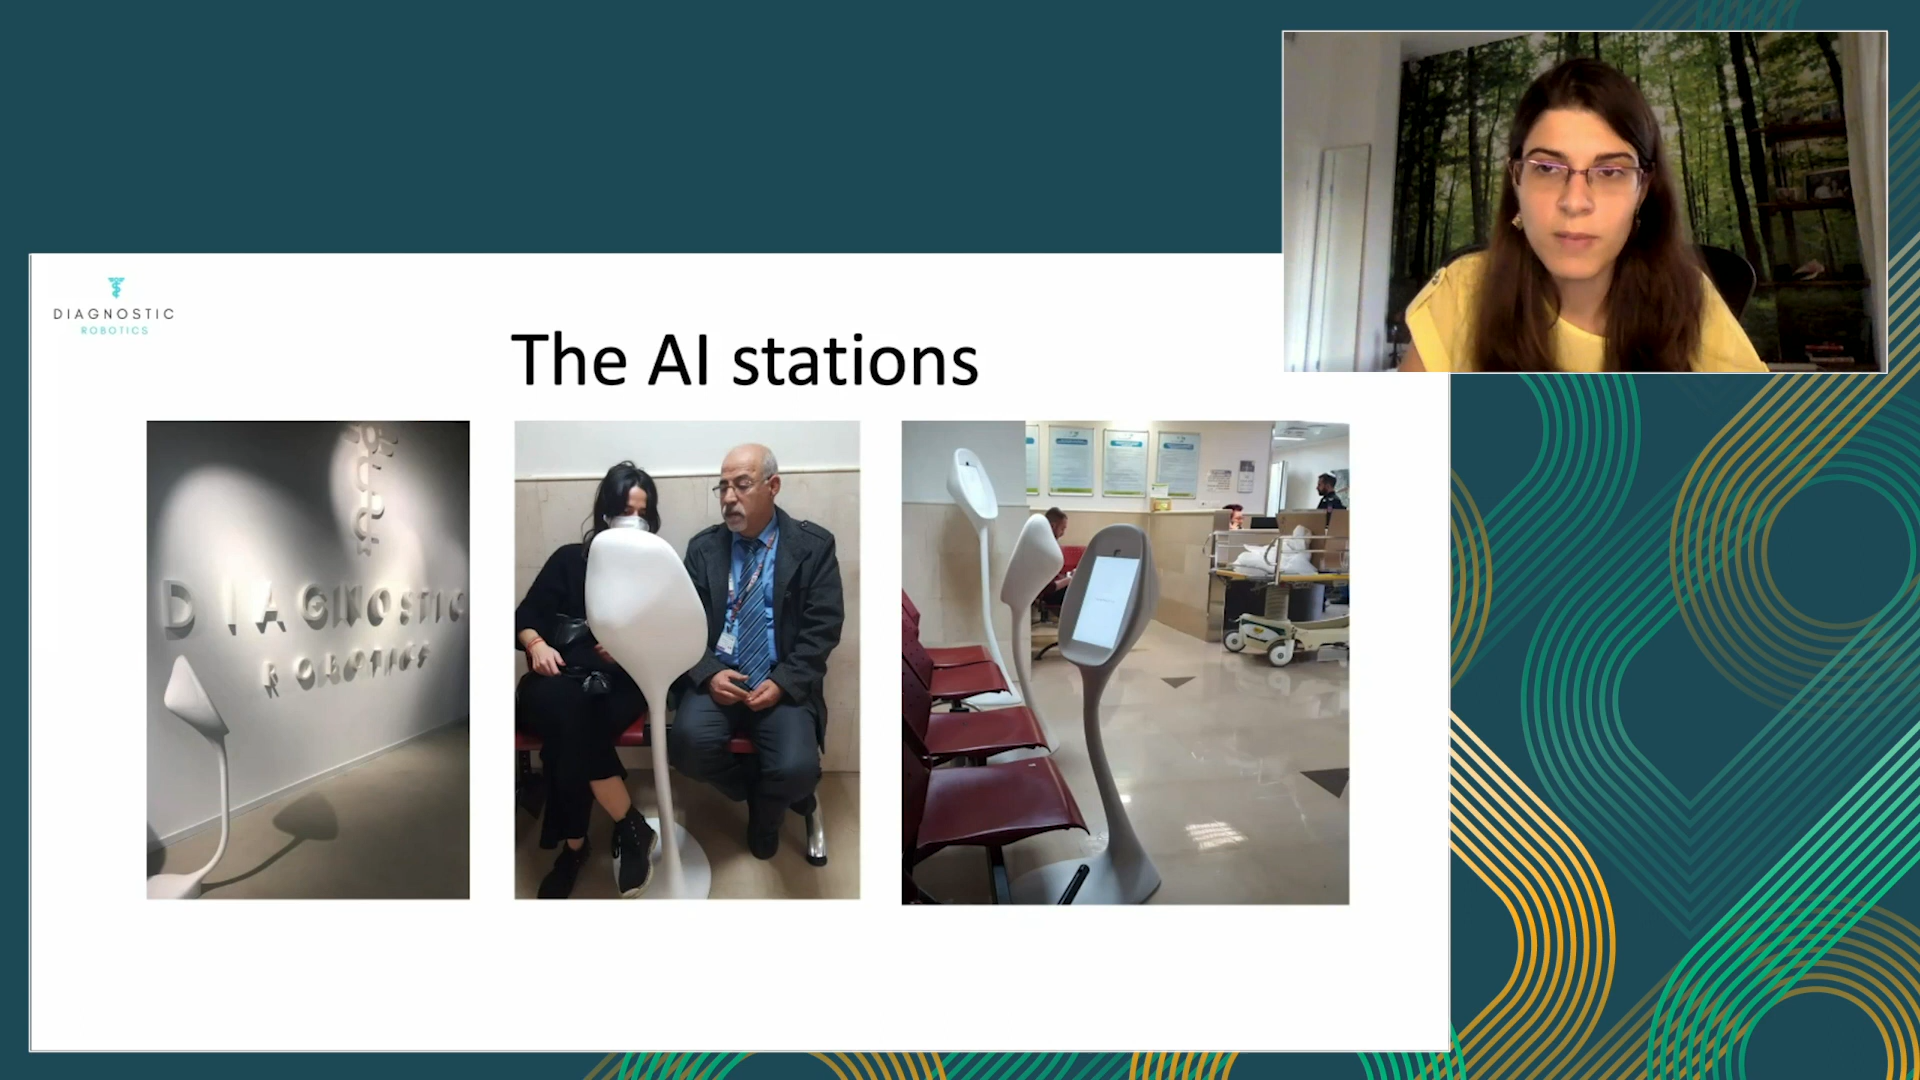 DIAGNOSTIC
ROBOTICS
The AI stations
DIAGNOSTIC
ROBOTICS